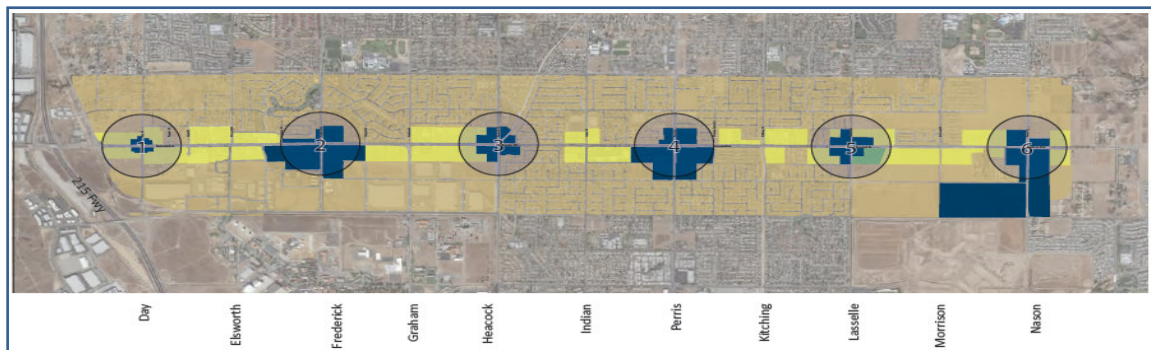 1
2
3
4
5
6
215 Fwy
Day
Elsworth
Frederick
Graham
Heacock
Indian
Perris
Kitching
Lasselle
Morrison
Nason